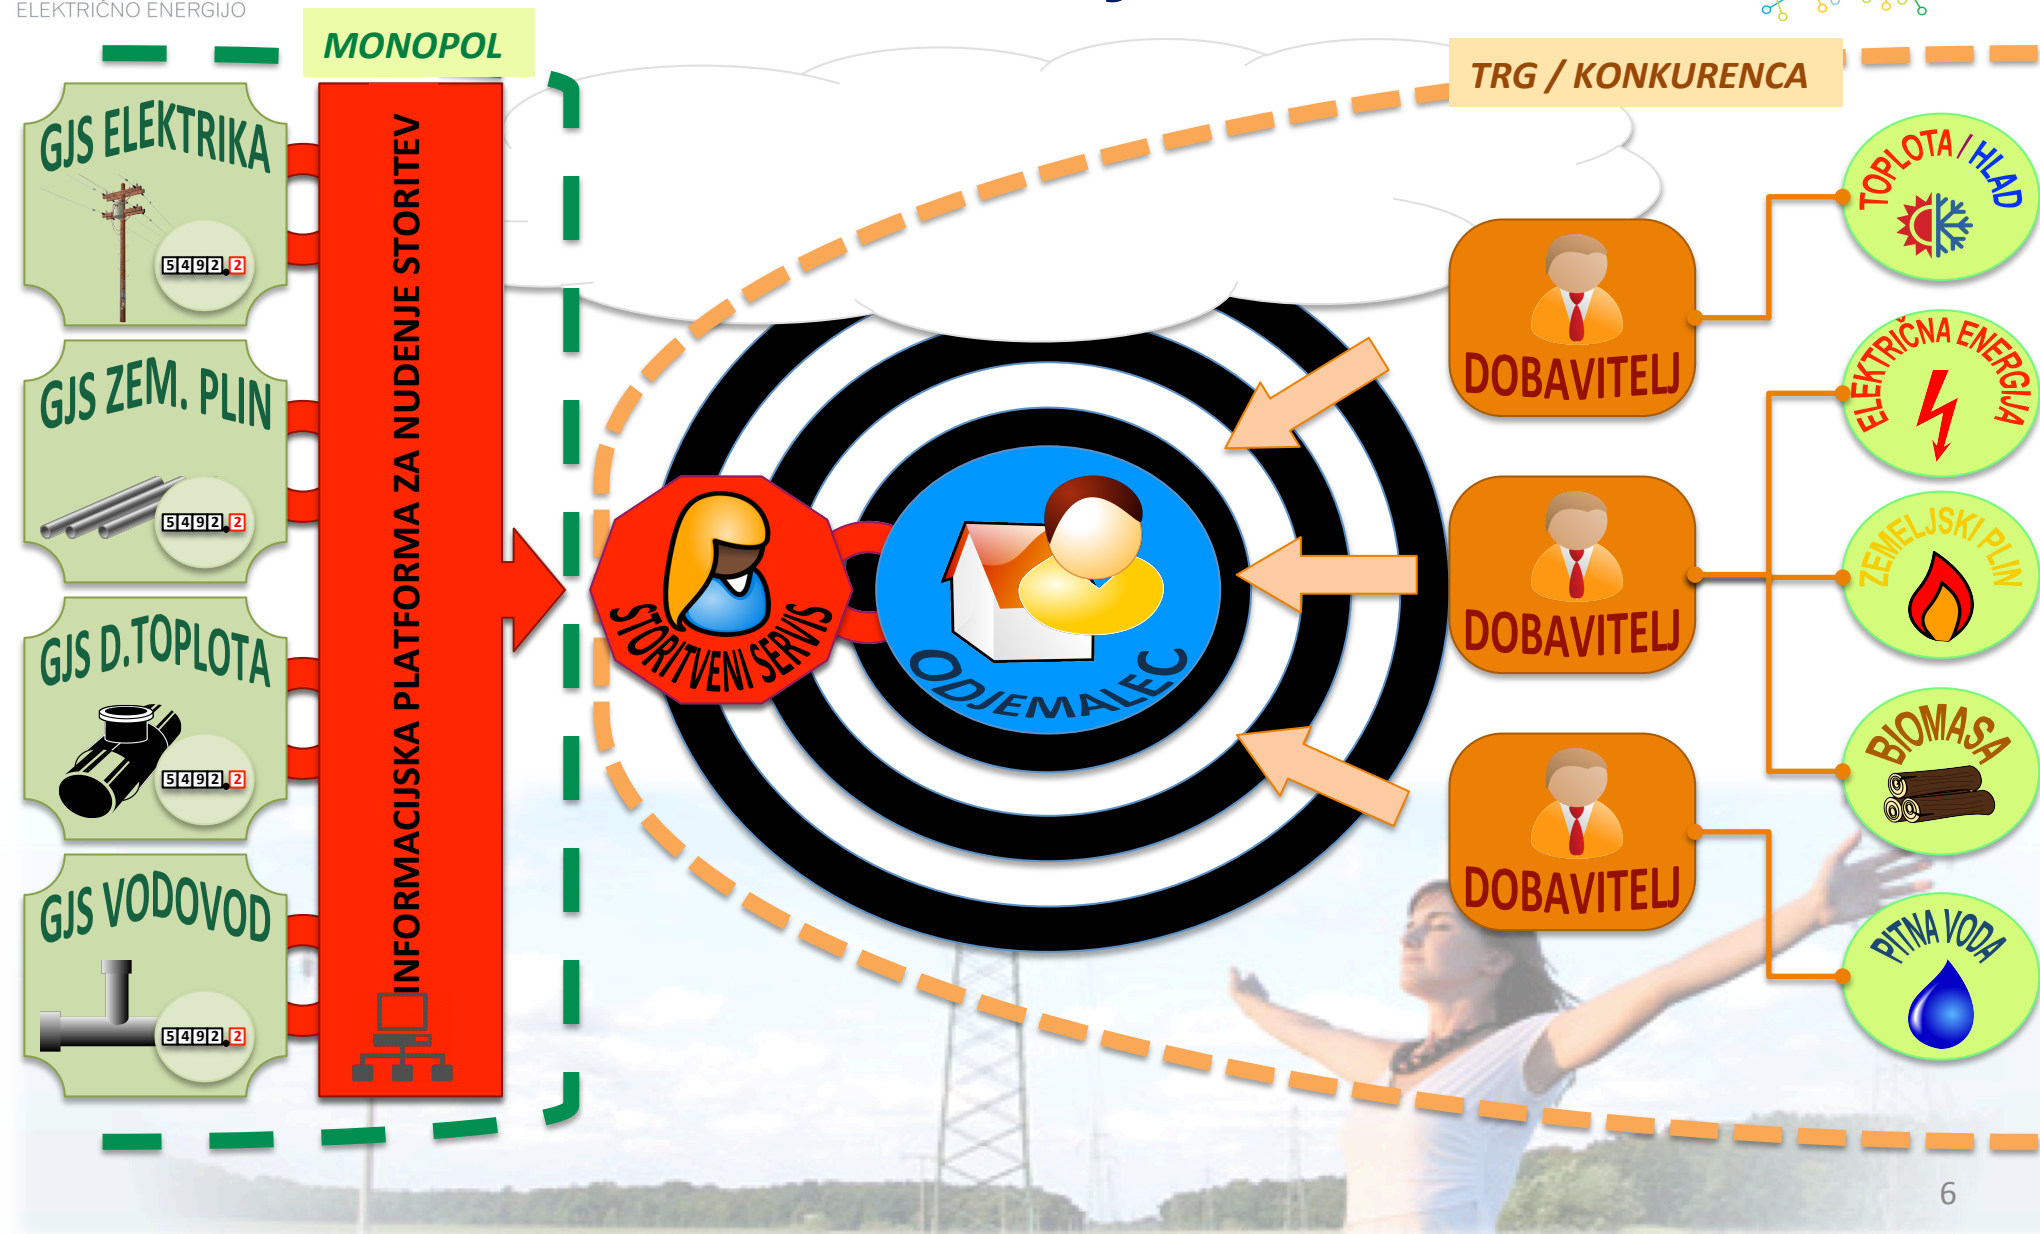 ELEKTRIČNO ENERGIJO
MONOPOL
TRG / KONKURENCA
GJS ELEKTRIKA
5492.2
GJS ZEM. PLIN
5492.2
GJS D.TOPLOTA
5492.2
GJS VODOVOD
5492.2
INFORMACIJSKA PLATFORMA ZA NUDENJE STORITEV
STORITVENI SERVIS
ODJEMALEC
DOBAVITELJ
DOBAVITELJ
DOBAVITELJ
TOPLOTA/HLAD
ELEKTRIČNA ENERGIJA
ZEMELJSKI PLIN
BIOMASA
PITNA VODA
6